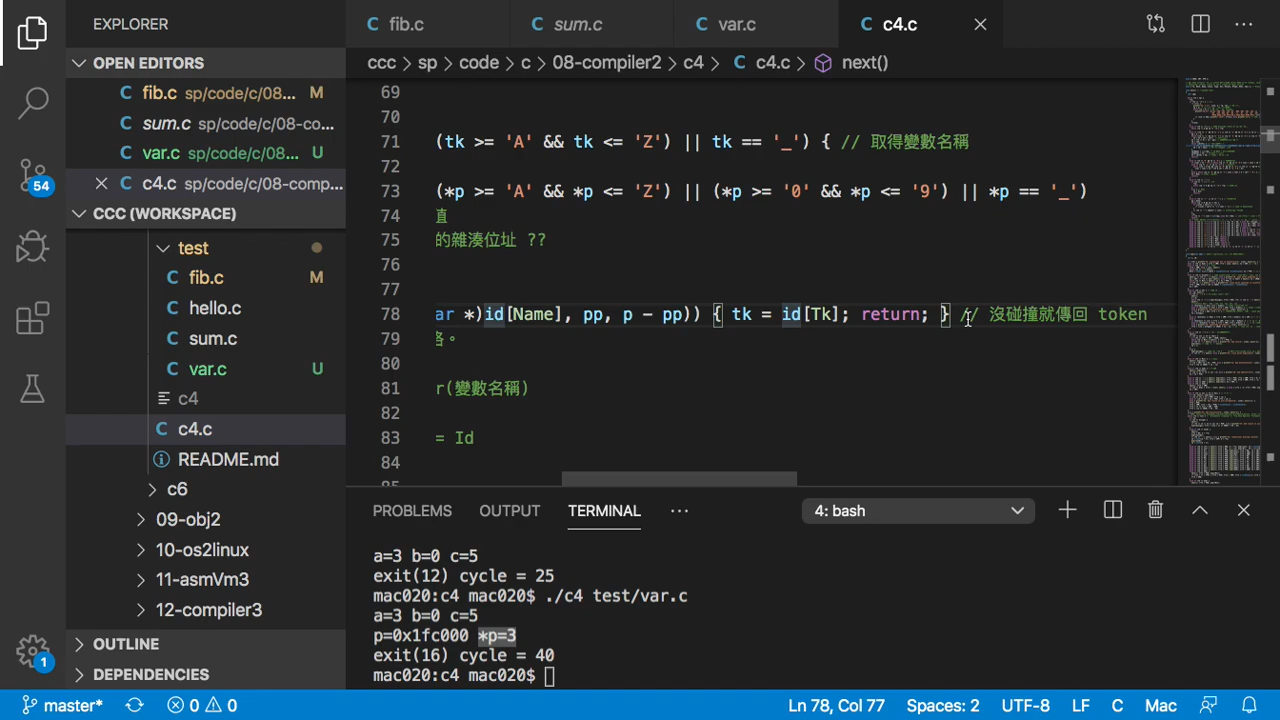 EXPLORER
fib.c
sum.c
var.c
c4.c
OPEN EDITORS
fib.c sp/code/c/08... M
sum.c sp/code/c/08-co...
var.c sp/code/c/08... U
c4.c sp/code/c/08-comp...
CCC (WORKSPACE)
test
fib.c M
hello.c
sum.c
var.c U
c4
c4.c
README.md
c6
09-obj2
10-os2linux
11-asmVm3
12-compiler3
OUTLINE
DEPENDENCIES
54
1
ccc > sp > code > c > 08-compiler2 > c4 > c4.c > next()
69
70
71 (tk >= 'A' && tk <= 'Z') || tk == '_') { // 取得變數名稱
72
73 (*p >= 'A' && *p <= 'Z') || (*p >= '0' && *p <= '9') || *p == '_')
74 值
75 的雜湊位址 ??
76
77
78 ar *)id[Name], pp, p - pp)) { tk = id[Tk]; return; } // 沒碰撞就傳回 token
79 。
80
81 r(變數名稱)
82
83 = Id
84
PROBLEMS OUTPUT TERMINAL ... 4: bash
a=3 b=0 c=5
exit(12) cycle = 25
mac020:c4 mac020$ ./c4 test/var.c
a=3 b=0 c=5
p=0x1fc000 *p=3
exit(16) cycle = 40
mac020:c4 mac020$
master* 0 0 Ln 78, Col 77 Spaces: 2 UTF-8 LF C Mac